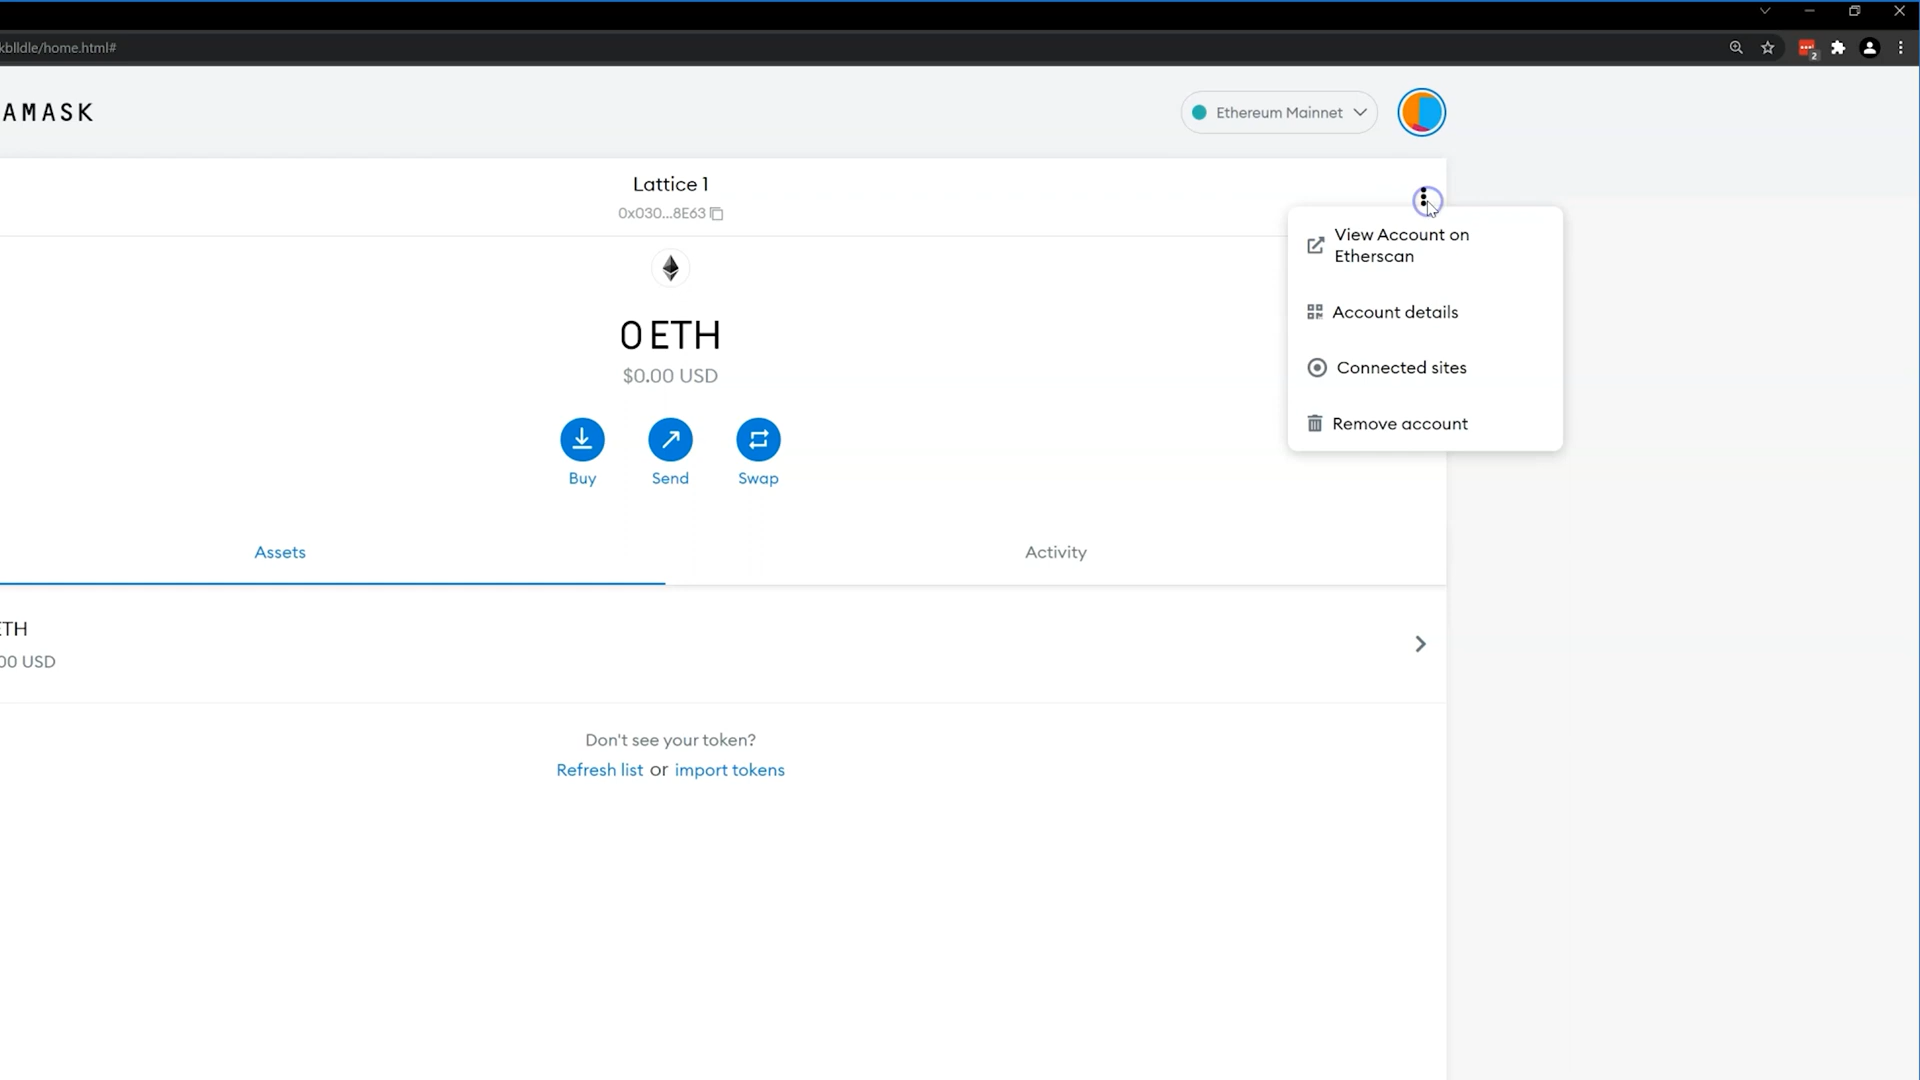 kblldle/home.html#
2
AMASK
Ethereum Mainnet
Lattice 1
0x030...8E63
View Account on
Etherscan
Account details
Connected sites
Remove account
0 ETH
$0.00 USD
Buy
Send
Swap
Assets
Activity
ETH
00 USD
Don't see your token?
Refresh list or import tokens